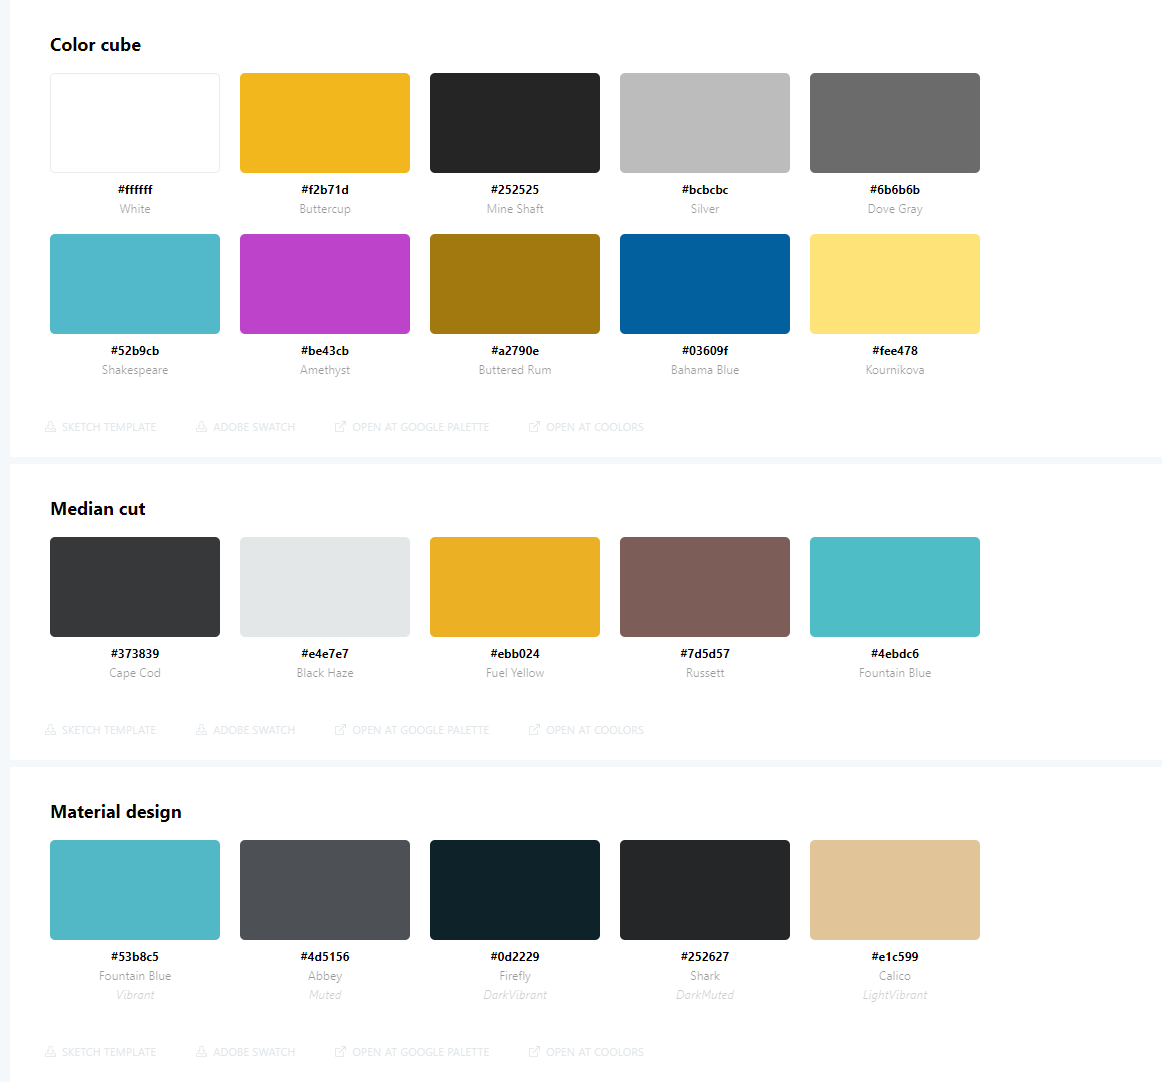 Color cube
#ffffff #f2b71d #252525 #bcbcbc #6b6b6b
White Buttercup Mine Shaft Silver Dove Gray
#52b9cb #be43cb #a2790e #03609f #fee478
Shakespeare Amethyst Buttered Rum Bahama Blue Kournikova
SKETCH TEMPLATE ADOBE SWATCH OPEN AT GOOGLE PALETTE OPEN AT COOLORS
Median cut
#373839 #e4e7e7 #ebb024 #7d5d57 #4ebdc6
Cape Cod Black Haze Fuel Yellow Russett Fountain Blue
SKETCH TEMPLATE ADOBE SWATCH OPEN AT GOOGLE PALETTE OPEN AT COOLORS
Material design
#53b8c5 #4d5156 #0d2229 #252627 #e1c599
Fountain Blue Abbey Firefly Shark Calico
Vibrant Muted DarkVibrant DarkMuted LightVibrant
SKETCH TEMPLATE ADOBE SWATCH OPEN AT GOOGLE PALETTE OPEN AT COOLORS